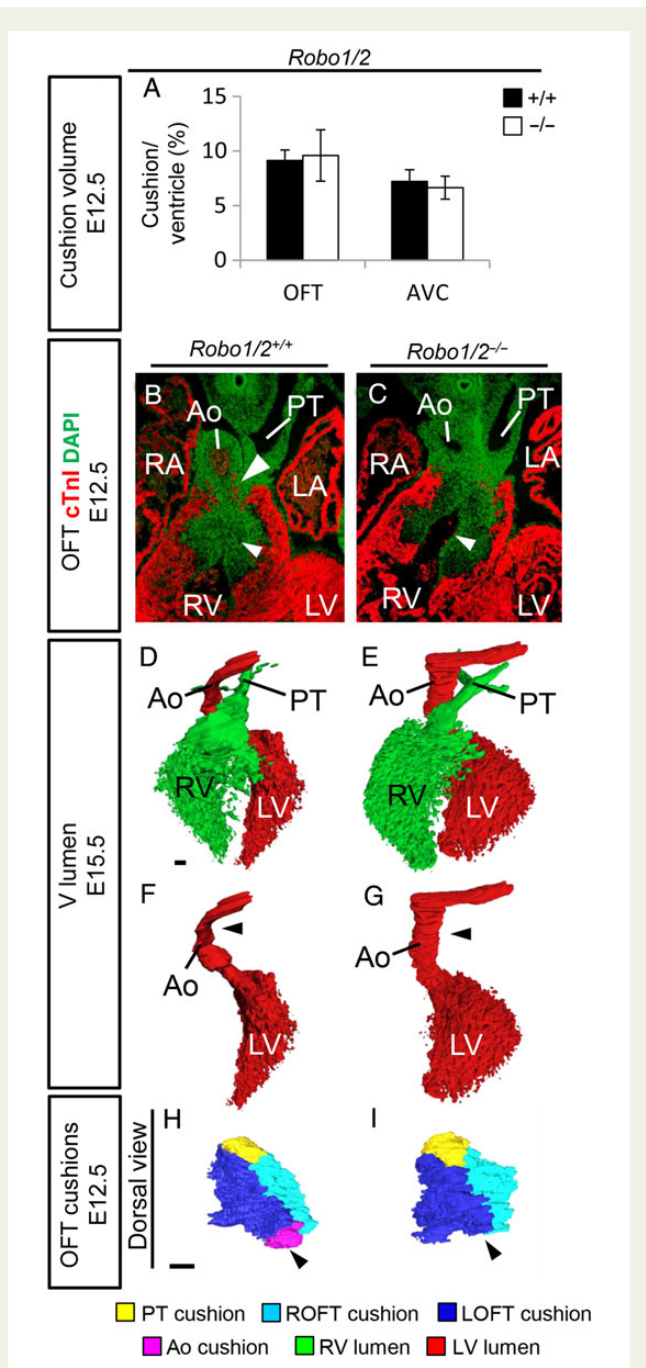 Robo1/2
Cushion volume
E12.5
A
Cushion/
ventricle (%)
15
10
5
0
OFT
AVC
+/+
−/−
OFT cTnI DAPI
E12.5
Robo1/2+/+
Robo1/2−/−
B
Ao
PT
RA
LA
RV
LV
C
Ao
PT
RA
LA
RV
LV
V lumen
E15.5
D
Ao
PT
RV
LV
E
Ao
PT
RV
LV
F
Ao
LV
G
Ao
LV
OFT cushions
E12.5
Dorsal view
H
I
PT cushion
ROFT cushion
LOFT cushion
Ao cushion
RV lumen
LV lumen